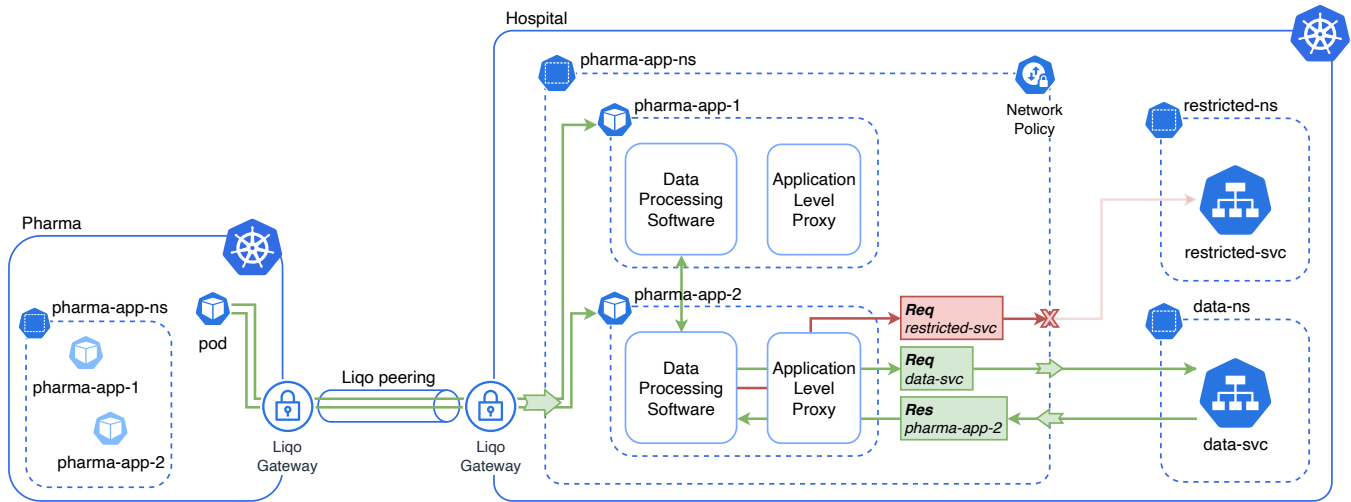 Hospital
pharma-app-ns
Network
Policy
pharma-app-1
Data
Processing
Software
Application
Level
Proxy
restricted-ns
restricted-svc
Pharma
pharma-app-ns
pharma-app-1
pharma-app-2
pod
Liqo
Gateway
Liqo peering
Liqo
Gateway
pharma-app-2
Data
Processing
Software
Application
Level
Proxy
Req
restricted-svc
Req
data-svc
Res
pharma-app-2
data-ns
data-svc